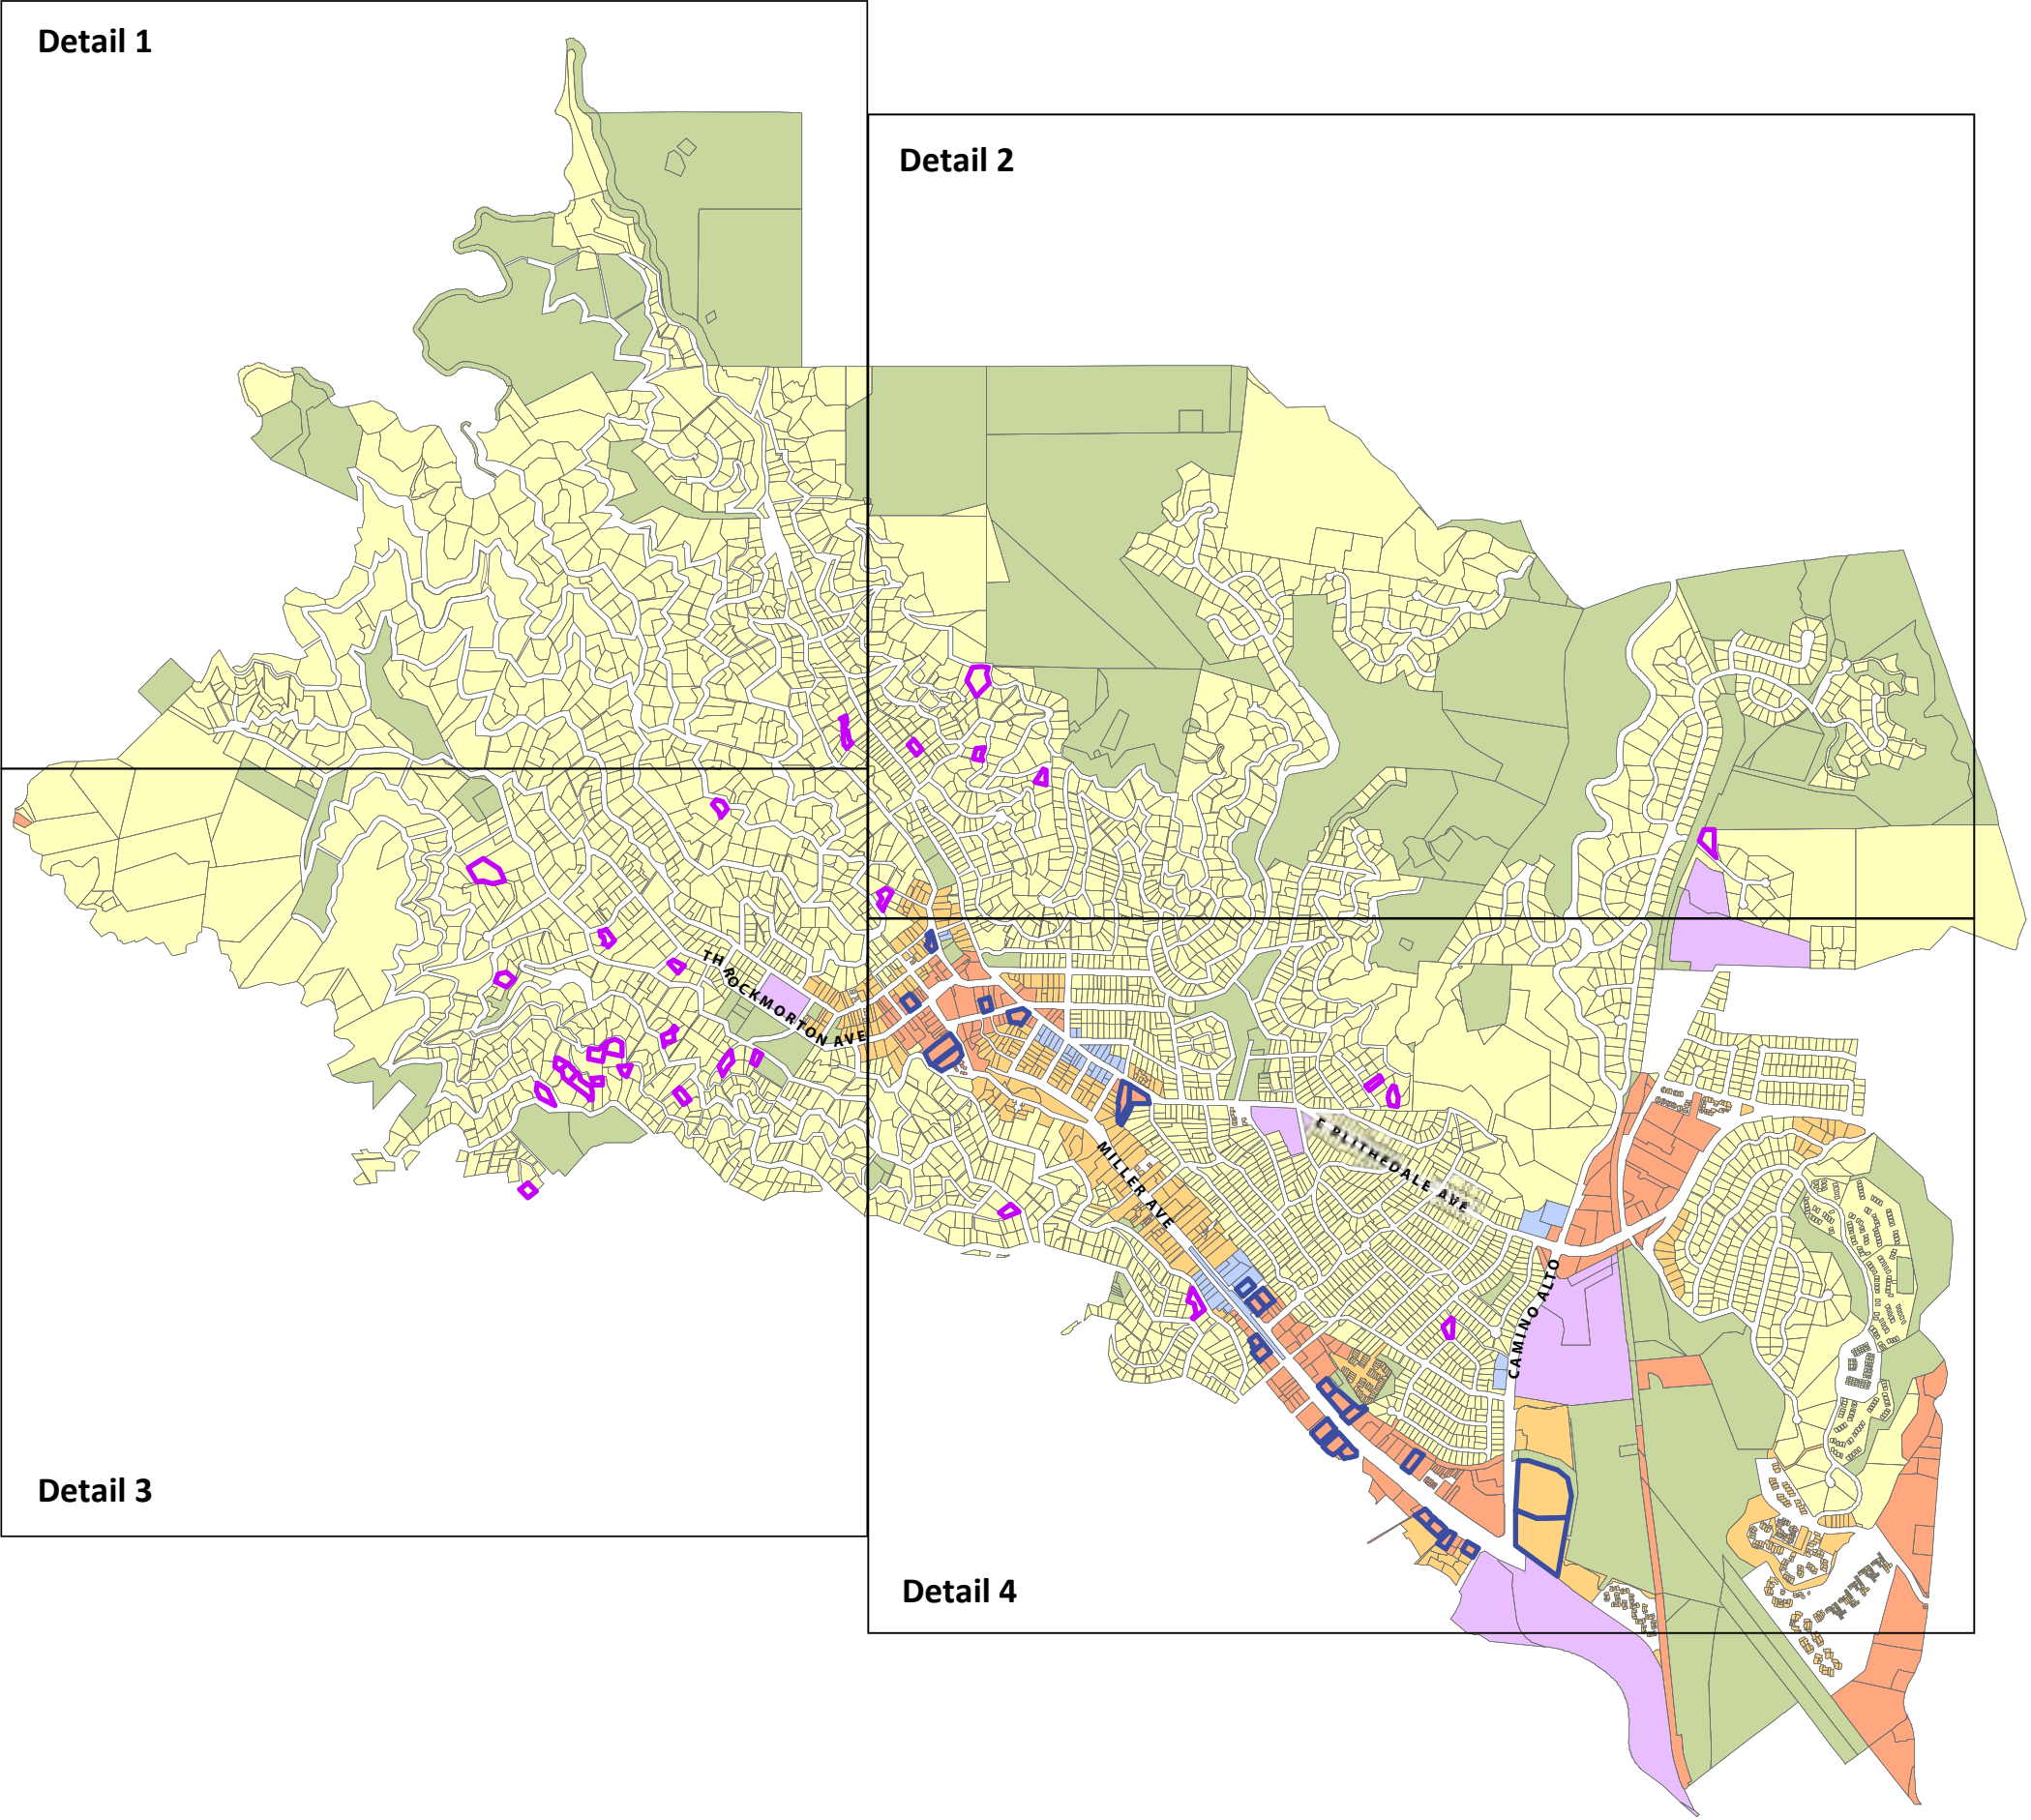 Detail 1
Detail 2
THROCKMORTON AVE
E BLITHEDALE AVE
MILLER AVE
CAMINO ALTO
Detail 3
Detail 4